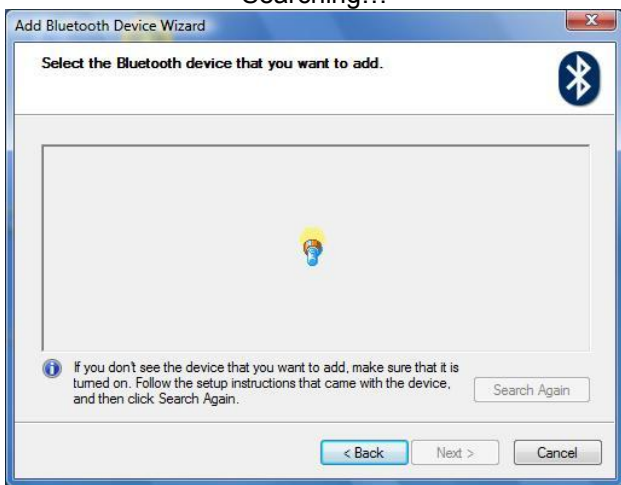 Searching...
Add Bluetooth Device Wizard
Select the Bluetooth device that you want to add.
If you don't see the device that you want to add, make sure that it is
turned on. Follow the setup instructions that came with the device,
and then click Search Again.
Search Again
< Back
Next >
Cancel